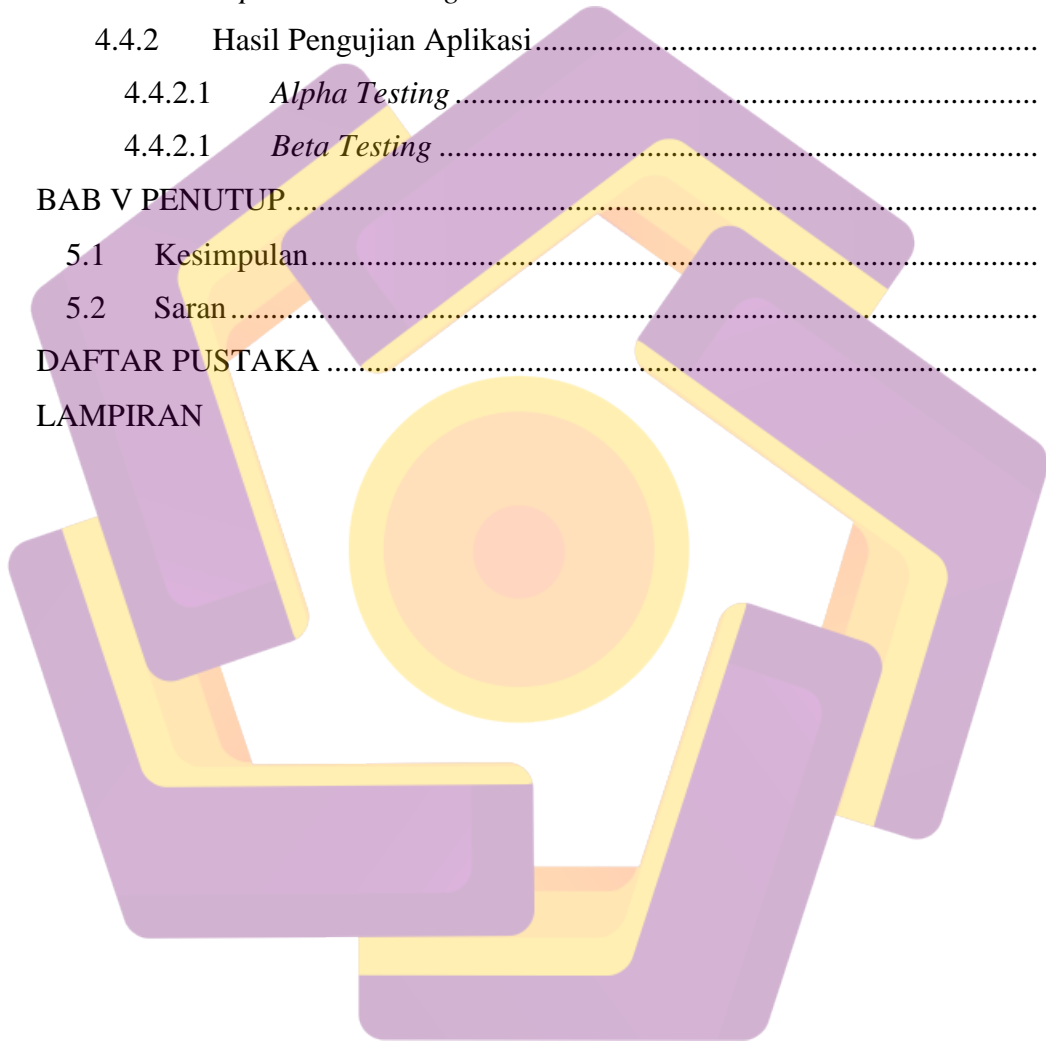 4.4.2 Hasil Pengujian Aplikasi
4.4.2.1 Alpha Testing
4.4.2.1 Beta Testing
BAB V PENUTUP
5.1 Kesimpulan
5.2 Saran
DAFTAR PUSTAKA
LAMPIRAN